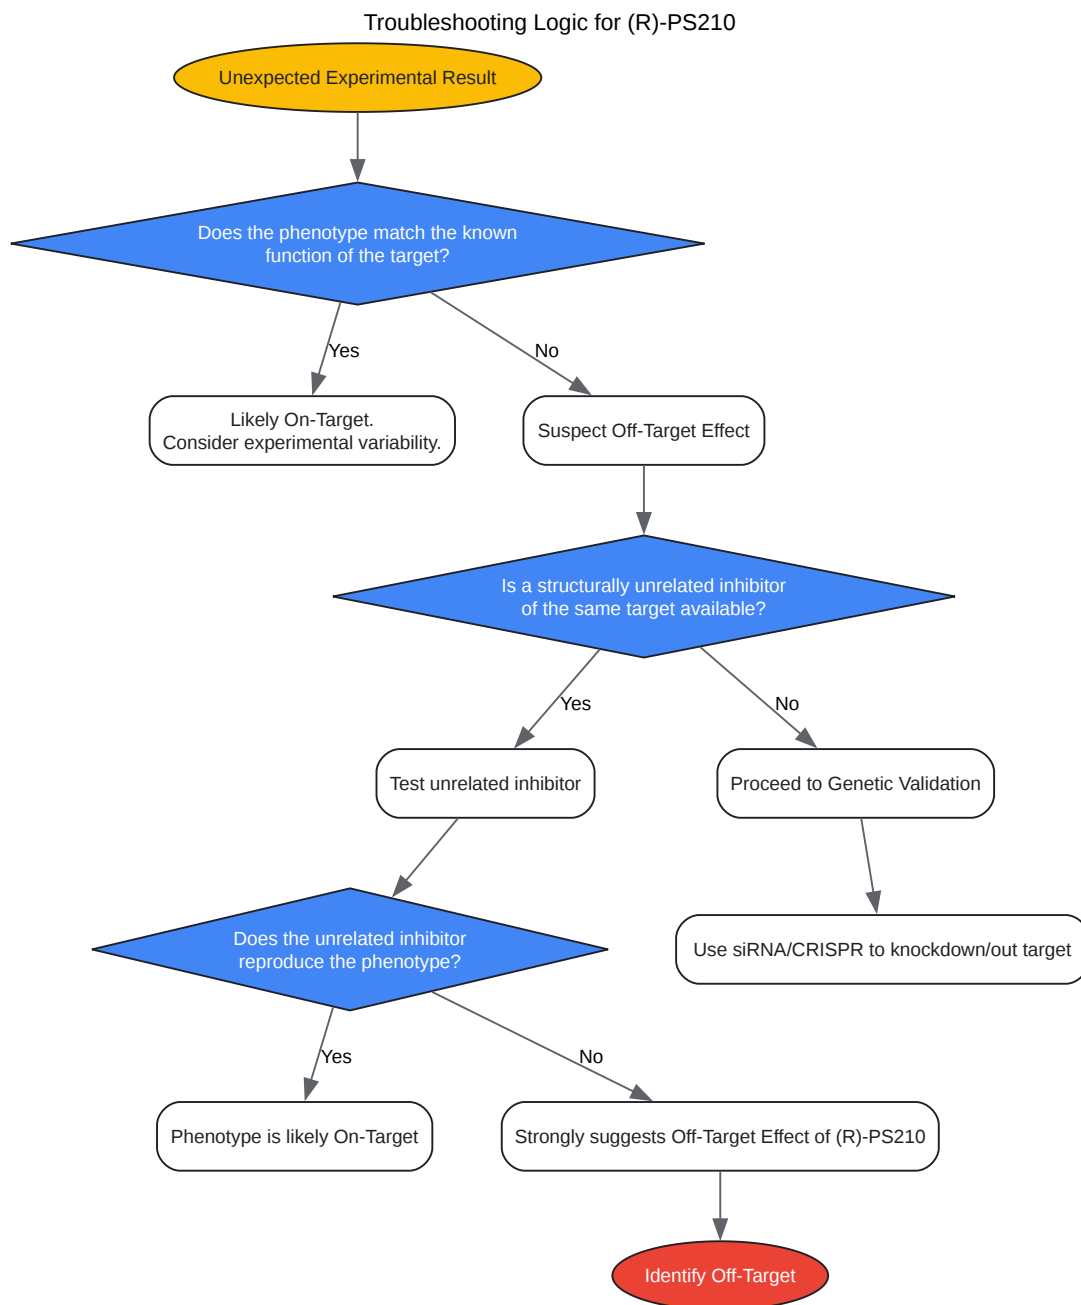 Troubleshooting Logic for (R)-PS210
Unexpected Experimental Result
Does the phenotype match the known
function of the target?
Yes
No
Likely On-Target.
Consider experimental variability.
Suspect Off-Target Effect
Is a structurally unrelated inhibitor
of the same target available?
Yes
No
Test unrelated inhibitor
Proceed to Genetic Validation
Does the unrelated inhibitor
reproduce the phenotype?
Use siRNA/CRISPR to knockdown/out target
Yes
No
Phenotype is likely On-Target
Strongly suggests Off-Target Effect of (R)-PS210
Identify Off-Target